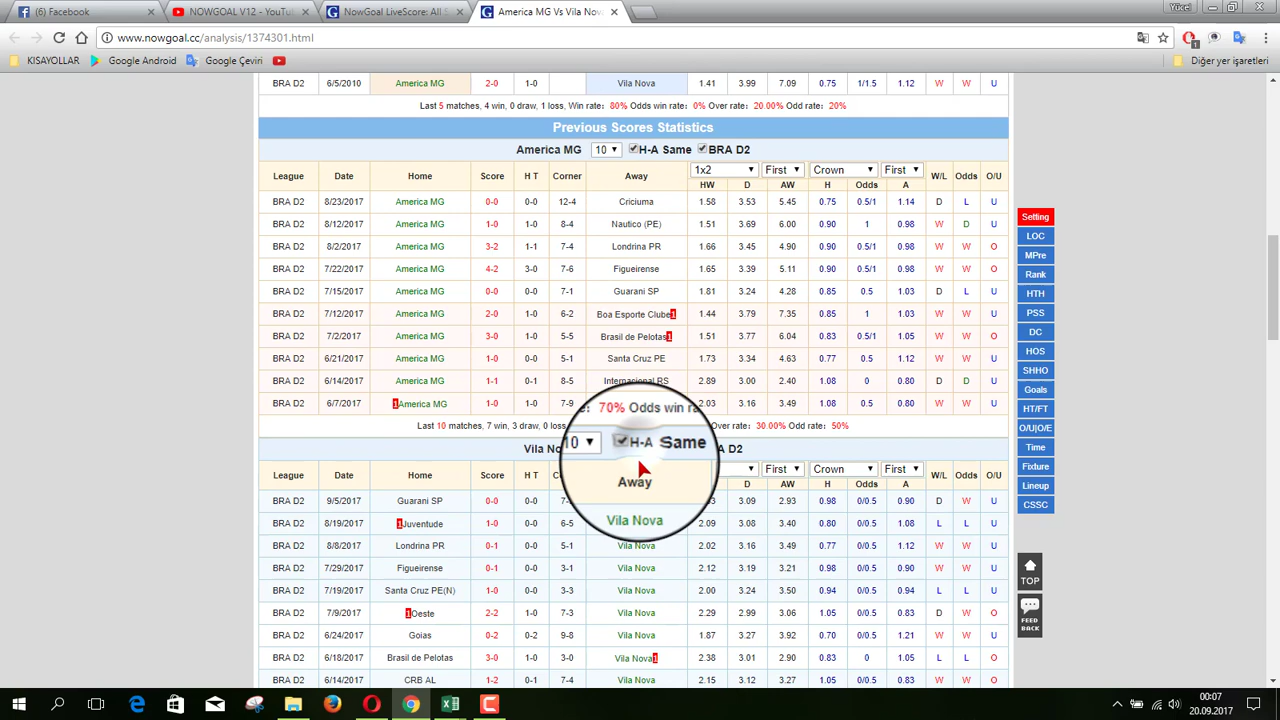 (6) Facebook
NOWGOAL V12 - YouTu
NowGoal LiveScore: All S
America MG Vs Vila Nova
Yücel
www.nowgoal.cc/analysis/1374301.html
KISAYOLLAR Google Android Google Çeviri Diğer yer işaretleri
BRA D2 6/5/2010 America MG 2-0 1-0 Vila Nova 1.41 3.99 7.09 0.75 1/1.5 1.12 W W U
Last 5 matches, 4 win, 0 draw, 1 loss, Win rate: 80% Odds win rate: 0% Over rate: 20.00% Odd rate: 20%
Previous Scores Statistics
America MG 10 H-A Same BRA D2
League Date Home Score H T Corner Away 1x2 First Crown First W/L Odds O/U
HW D AW H Odds A
BRA D2 8/23/2017 America MG 0-0 0-0 12-4 Criciuma 1.58 3.53 5.45 0.75 0.5/1 1.14 D L U
BRA D2 8/12/2017 America MG 1-0 1-0 8-4 Nautico (PE) 1.51 3.69 6.00 0.90 1 0.98 W D U
BRA D2 8/2/2017 America MG 3-2 1-1 7-4 Londrina PR 1.66 3.45 4.90 0.90 0.5/1 0.98 W W O
BRA D2 7/22/2017 America MG 4-2 3-0 7-6 Figueirense 1.65 3.39 5.11 0.90 0.5/1 0.98 W W O
BRA D2 7/15/2017 America MG 0-0 0-0 7-1 Guarani SP 1.81 3.24 4.28 0.85 0.5 1.03 D L U
BRA D2 7/12/2017 America MG 2-0 1-0 6-2 Boa Esporte Clube 1 1.44 3.79 7.35 0.85 1 1.03 W W U
BRA D2 7/2/2017 America MG 3-0 1-0 5-5 Brasil de Pelotas 1 1.51 3.77 6.04 0.83 0.5/1 1.05 W W O
BRA D2 6/21/2017 America MG 1-0 0-0 5-1 Santa Cruz PE 1.73 3.34 4.63 0.77 0.5 1.12 W W U
BRA D2 6/14/2017 America MG 1-1 0-1 8-5 Internacional RS 2.89 3.00 2.40 1.08 0 0.80 D D U
BRA D2 2017 1 America MG 1-0 1-0 7-9 2.03 3.16 3.49 1.08 0.5 0.80 W W U
Last 10 matches, 7 win, 3 draw, 0 loss : 70% Odds win ra Over rate: 30.00% Odd rate: 50%
Vila No 10 H-A Same A D2
League Date Home Score H T Away First Crown First W/L Odds O/U
D AW H Odds A
BRA D2 9/5/2017 Guarani SP 0-0 0-0 Vila Nova 3.09 2.93 0.98 0/0.5 0.90 D W U
BRA D2 8/19/2017 1 Juventude 1-0 0-0 6-5 2.09 3.08 3.40 0.80 0/0.5 1.08 L L U
BRA D2 8/8/2017 Londrina PR 0-1 0-0 5-1 Vila Nova 2.02 3.16 3.49 0.77 0/0.5 1.12 W W U
BRA D2 7/29/2017 Figueirense 0-1 0-0 3-1 Vila Nova 2.12 3.19 3.21 0.98 0/0.5 0.90 W W U
BRA D2 7/19/2017 Santa Cruz PE(N) 1-0 0-0 3-3 Vila Nova 2.00 3.24 3.50 0.94 0/0.5 0.94 L L U
BRA D2 7/9/2017 1 Oeste 2-2 1-0 7-3 Vila Nova 2.29 2.99 3.06 1.05 0/0.5 0.83 D W O
BRA D2 6/24/2017 Goias 0-2 0-2 9-8 Vila Nova 1.87 3.27 3.92 0.70 0/0.5 1.21 W W U
BRA D2 6/18/2017 Brasil de Pelotas 3-0 1-0 3-0 Vila Nova 1 2.38 3.01 2.90 0.83 0 1.05 L L O
BRA D2 6/14/2017 CRB AL 1-2 0-1 7-4 Vila Nova 2.15 3.12 3.27 1.05 0/0.5 0.83 W W O
Setting
LOC
MPre
Rank
HTH
PSS
DC
HOS
SHHO
Goals
HT/FT
O/U|O/E
Time
Fixture
Lineup
CSSC
TOP
FEED
BACK
00:07
20.09.2017